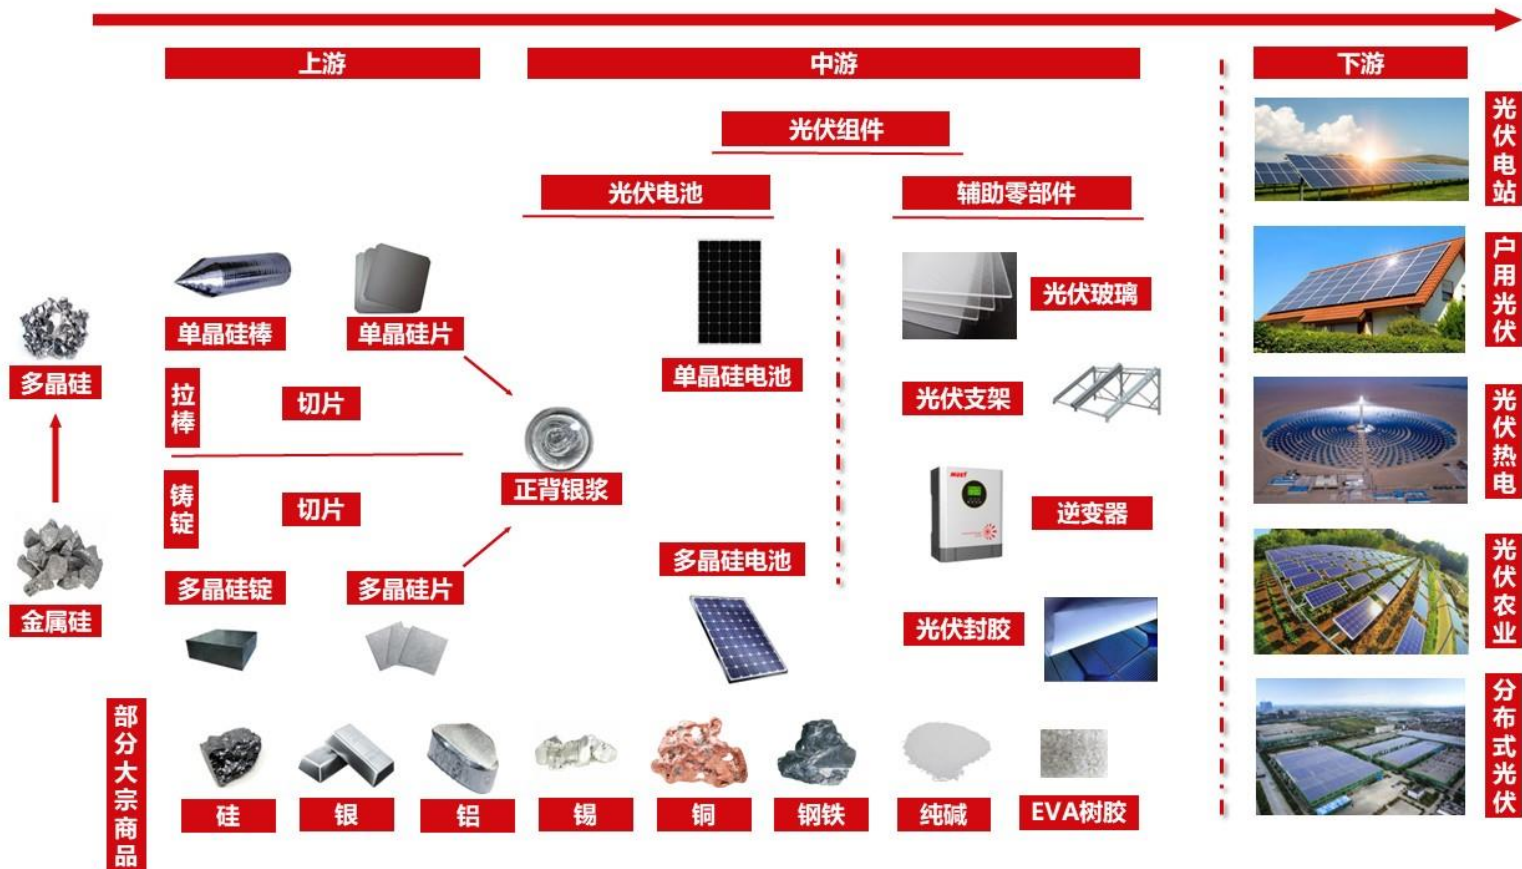 上游
中游
下游
光伏组件
光伏电池
辅助零部件
多晶硅
金属硅
单晶硅棒
单晶硅片
拉棒
切片
铸锭
切片
多晶硅锭
多晶硅片
正背银浆
单晶硅电池
多晶硅电池
光伏玻璃
光伏支架
MUST
逆变器
光伏封胶
光伏电站
户用光伏
光伏热电
光伏农业
分布式光伏
部分大宗商品
硅
银
铝
锡
铜
钢铁
纯碱
EVA树胶